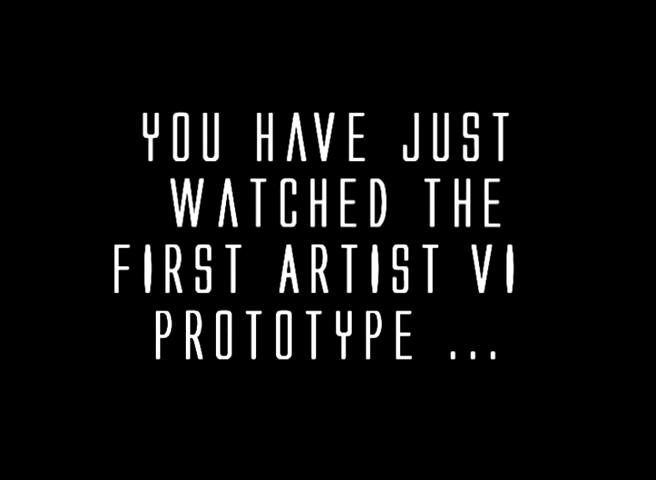 YOU HAVE JUST
WATCHED THE
FIRST ARTIST VI
PROTOTYPE ...